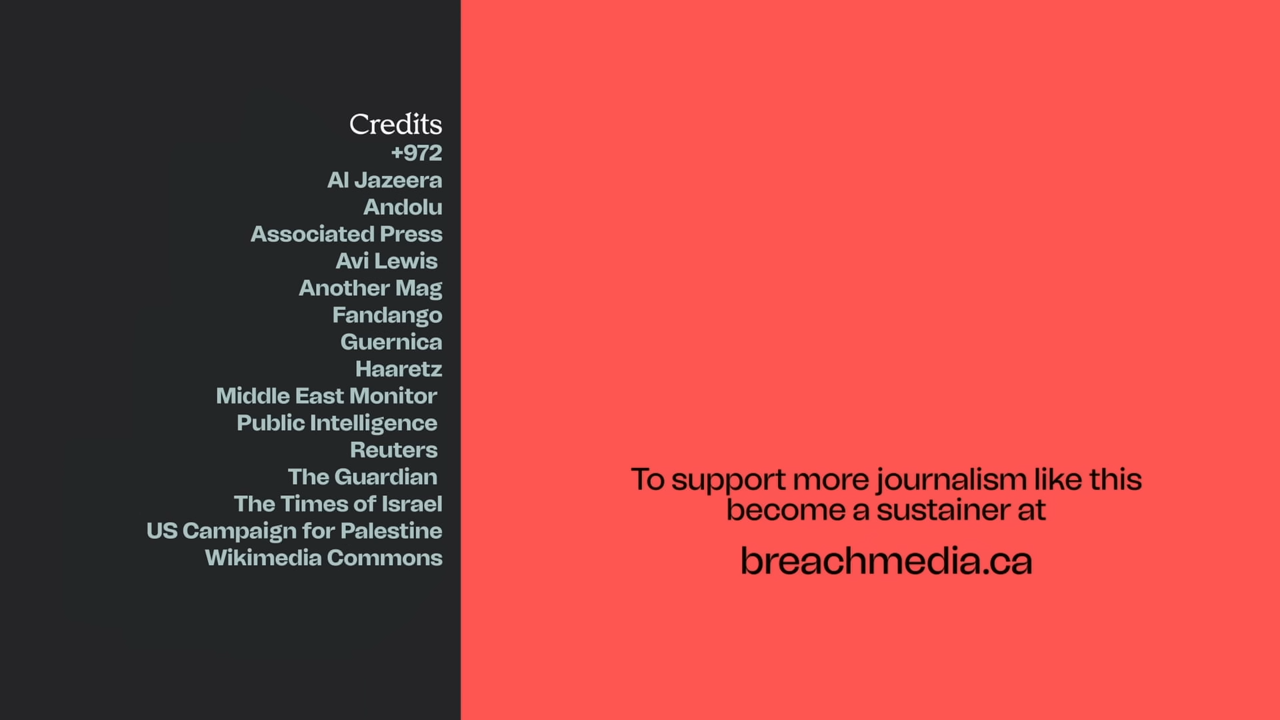 Credits
+972
Al Jazeera
Andolu
Associated Press
Avi Lewis
Another Mag
Fandango
Guernica
Haaretz
Middle East Monitor
Public Intelligence
Reuters
The Guardian
The Times of Israel
US Campaign for Palestine
Wikimedia Commons
To support more journalism like this
become a sustainer at
breachmedia.ca